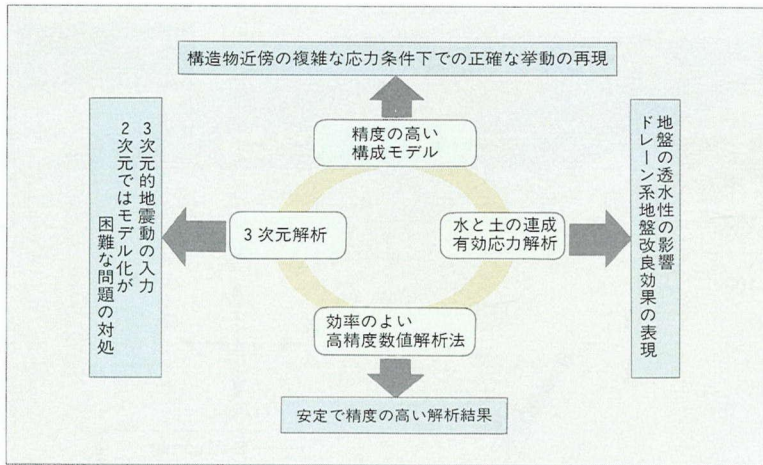 構造物近傍の複雑な応力条件下での正確な挙動の再現
精度の高い
構成モデル
3次元的地震動の入力
2次元ではモデル化が
困難な問題の対処
3次元解析
水と土の連成
有効応力解析
地盤の透水性の影響
ドレーン系地盤改良効果の表現
効率のよい
高精度数値解析法
安定で精度の高い解析結果